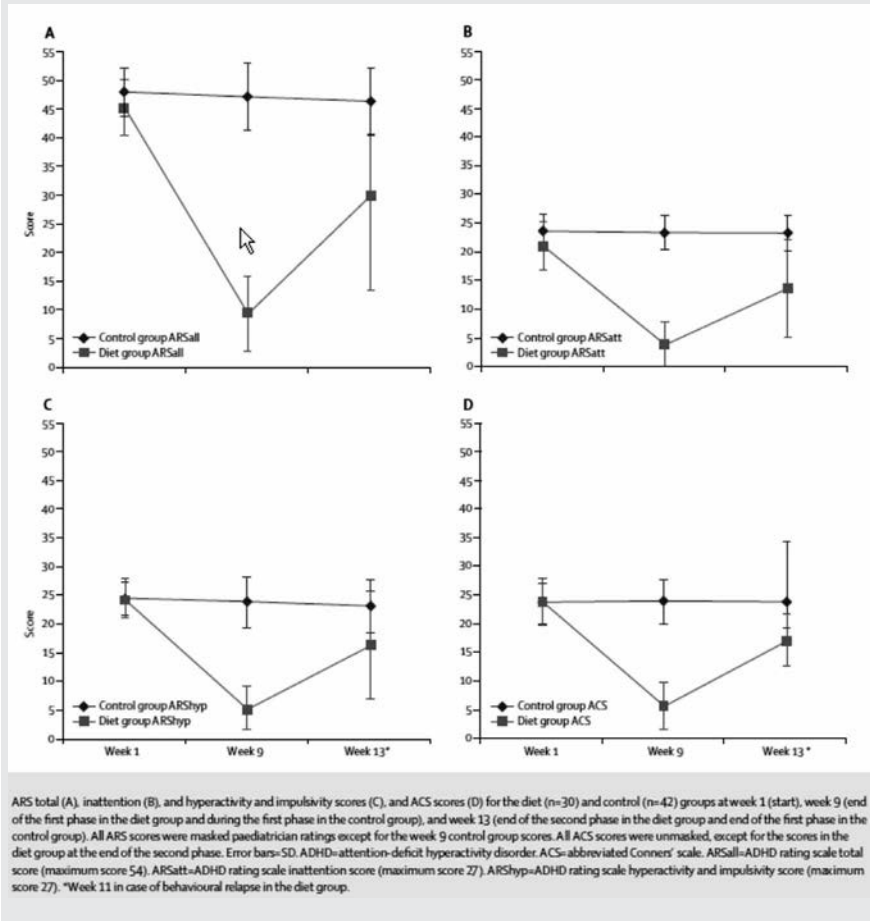 A
B
55
50
45
40
35
30
25
20
15
10
5
0
Score
Control group ARSall
Diet group ARSall
55
50
45
40
35
30
25
20
15
10
5
0
Control group ARSatt
Diet group ARSatt
C
D
55
50
45
40
35
30
25
20
15
10
5
0
Score
Control group ARShyp
Diet group ARShyp
Week 1
Week 9
Week 13*
55
50
45
40
35
30
25
20
15
10
5
0
Control group ACS
Diet group ACS
Week 1
Week 9
Week 13 *
ARS total (A), inattention (B), and hyperactivity and impulsivity scores (C), and ACS scores (D) for the diet (n=30) and control (n=42) groups at week 1 (start), week 9 (end
of the first phase in the diet group and during the first phase in the control group), and week 13 (end of the second phase in the diet group and end of the first phase in the
control group). All ARS scores were masked paediatrician ratings except for the week 9 control group scores. All ACS scores were unmasked, except for the scores in the
diet group at the end of the second phase. Error bars=SD. ADHD=attention-deficit hyperactivity disorder. ACS=abbreviated Conners' scale. ARSall=ADHD rating scale total
score (maximum score 54). ARSatt=ADHD rating scale inattention score (maximum score 27). ARShyp=ADHD rating scale hyperactivity and impulsivity score (maximum
score 27). *Week 11 in case of behavioural relapse in the diet group.